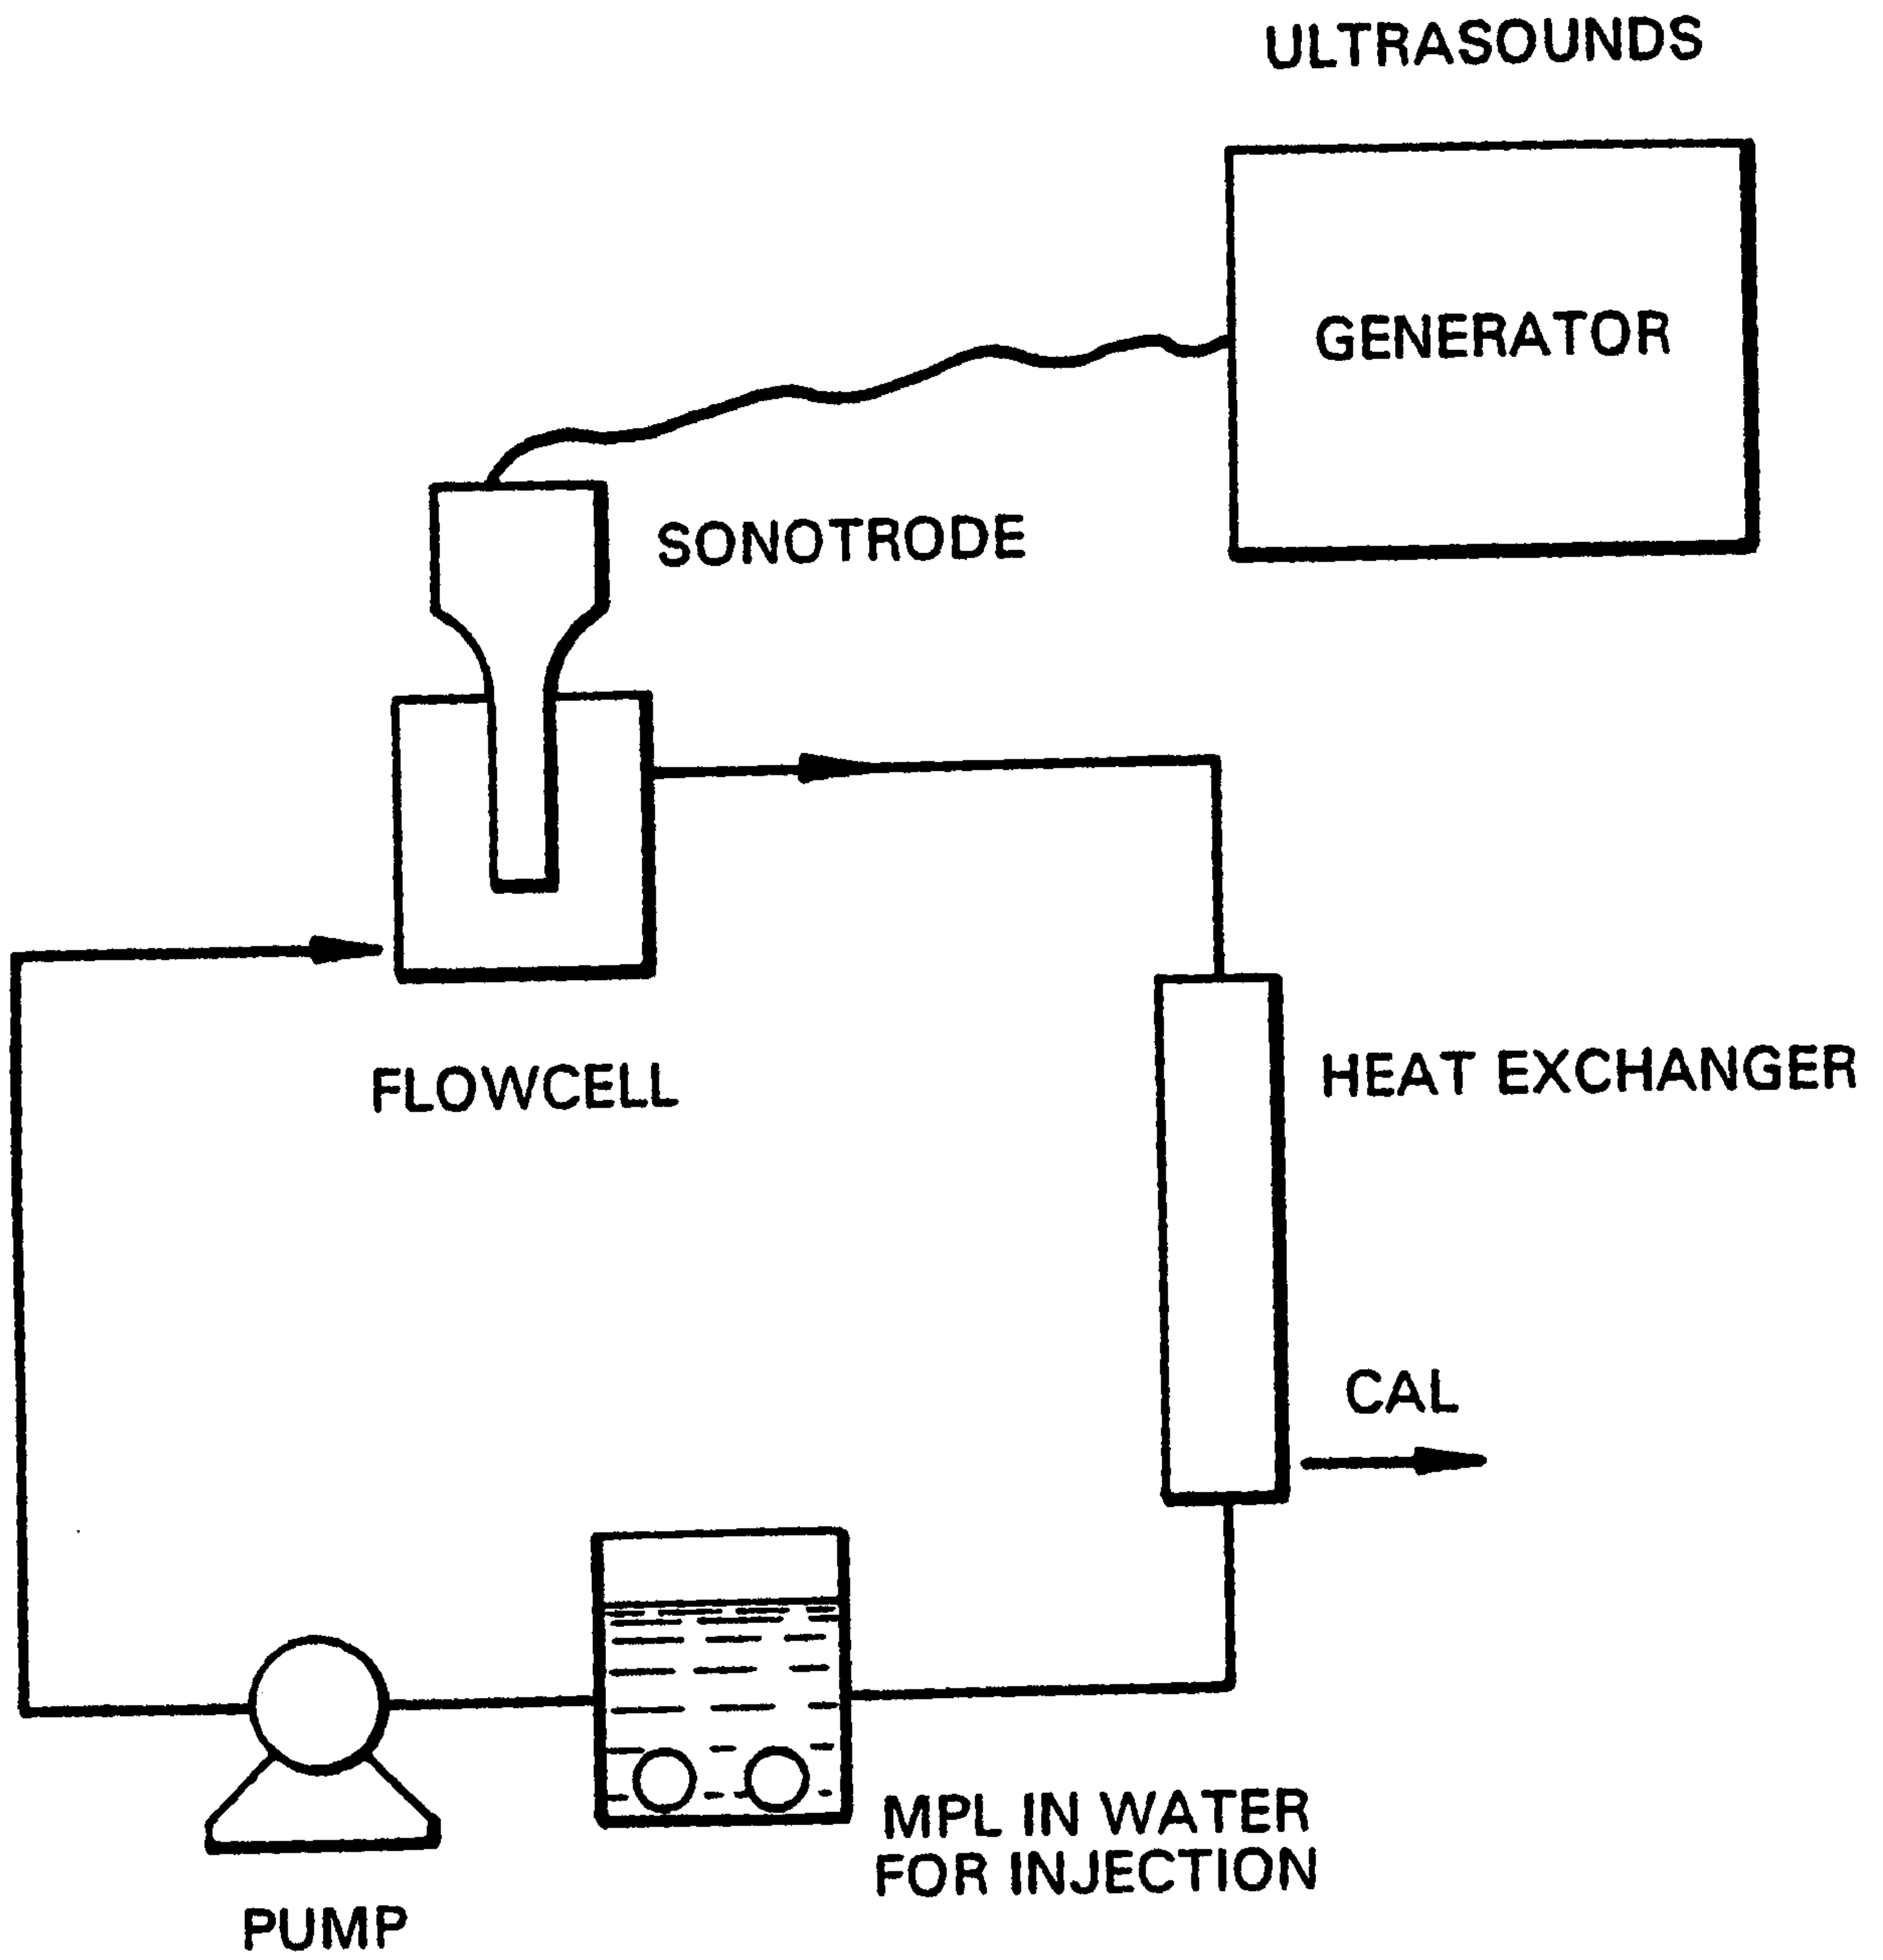 ULTRASOUNDS
GENERATOR
SONOTRODE
FLOWCELL
HEAT EXCHANGER
CAL
MPL IN WATER
FOR INJECTION
PUMP